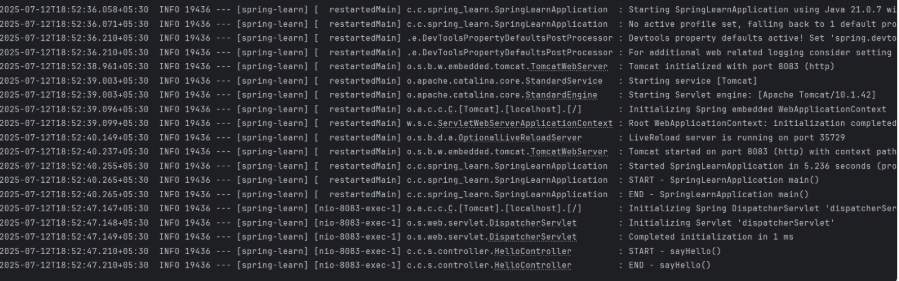 2025-07-12T18:52:36.058+05:30  INFO 19436 --- [spring-learn] [  restartedMain] c.c.spring_learn.SpringLearnApplication  : Starting SpringLearnApplication using Java 21.0.7 wi
2025-07-12T18:52:36.071+05:30  INFO 19436 --- [spring-learn] [  restartedMain] c.c.spring_learn.SpringLearnApplication  : No active profile set, falling back to 1 default pro
2025-07-12T18:52:36.210+05:30  INFO 19436 --- [spring-learn] [  restartedMain] .e.DevToolsPropertyDefaultsPostProcessor : Devtools property defaults active! Set 'spring.devto
2025-07-12T18:52:36.210+05:30  INFO 19436 --- [spring-learn] [  restartedMain] .e.DevToolsPropertyDefaultsPostProcessor : For additional web related logging consider setting
2025-07-12T18:52:38.961+05:30  INFO 19436 --- [spring-learn] [  restartedMain] o.s.b.w.embedded.tomcat.TomcatWebServer  : Tomcat initialized with port 8083 (http)
2025-07-12T18:52:39.003+05:30  INFO 19436 --- [spring-learn] [  restartedMain] o.apache.catalina.core.StandardService   : Starting service [Tomcat]
2025-07-12T18:52:39.003+05:30  INFO 19436 --- [spring-learn] [  restartedMain] o.apache.catalina.core.StandardEngine    : Starting Servlet engine: [Apache Tomcat/10.1.42]
2025-07-12T18:52:39.096+05:30  INFO 19436 --- [spring-learn] [  restartedMain] o.a.c.c.C.[Tomcat].[localhost].[/]       : Initializing Spring embedded WebApplicationContext
2025-07-12T18:52:39.099+05:30  INFO 19436 --- [spring-learn] [  restartedMain] w.s.c.ServletWebServerApplicationContext : Root WebApplicationContext: initialization completed
2025-07-12T18:52:40.149+05:30  INFO 19436 --- [spring-learn] [  restartedMain] o.s.b.d.a.OptionalLiveReloadServer       : LiveReload server is running on port 35729
2025-07-12T18:52:40.237+05:30  INFO 19436 --- [spring-learn] [  restartedMain] o.s.b.w.embedded.tomcat.TomcatWebServer  : Tomcat started on port 8083 (http) with context path
2025-07-12T18:52:40.255+05:30  INFO 19436 --- [spring-learn] [  restartedMain] c.c.spring_learn.SpringLearnApplication  : Started SpringLearnApplication in 5.236 seconds (pro
2025-07-12T18:52:40.265+05:30  INFO 19436 --- [spring-learn] [  restartedMain] c.c.spring_learn.SpringLearnApplication  : START - SpringLearnApplication main()
2025-07-12T18:52:40.265+05:30  INFO 19436 --- [spring-learn] [  restartedMain] c.c.spring_learn.SpringLearnApplication  : END - SpringLearnApplication main()
2025-07-12T18:52:47.147+05:30  INFO 19436 --- [spring-learn] [nio-8083-exec-1] o.a.c.c.C.[Tomcat].[localhost].[/]       : Initializing Spring DispatcherServlet 'dispatcherSer
2025-07-12T18:52:47.148+05:30  INFO 19436 --- [spring-learn] [nio-8083-exec-1] o.s.web.servlet.DispatcherServlet        : Initializing Servlet 'dispatcherServlet'
2025-07-12T18:52:47.149+05:30  INFO 19436 --- [spring-learn] [nio-8083-exec-1] o.s.web.servlet.DispatcherServlet        : Completed initialization in 1 ms
2025-07-12T18:52:47.210+05:30  INFO 19436 --- [spring-learn] [nio-8083-exec-1] c.c.s.controller.HelloController         : START - sayHello()
2025-07-12T18:52:47.210+05:30  INFO 19436 --- [spring-learn] [nio-8083-exec-1] c.c.s.controller.HelloController         : END - sayHello()